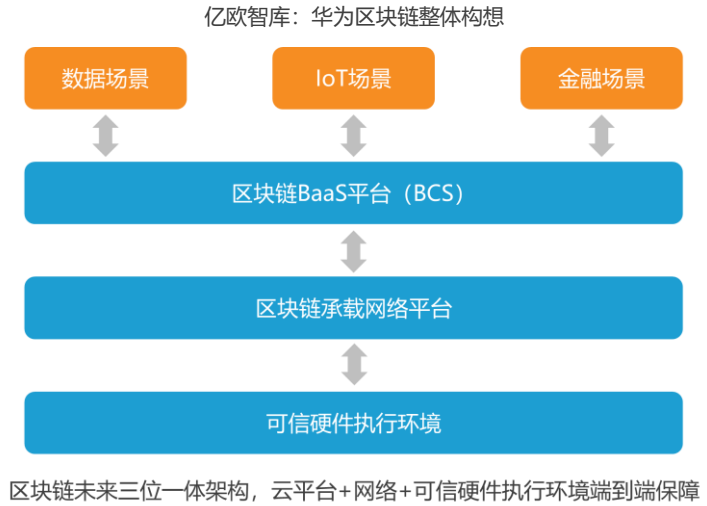 亿欧智库：华为区块链整体构想
数据场景
IoT场景
金融场景
区块链BaaS平台（BCS）
区块链承载网络平台
可信硬件执行环境
区块链未来三位一体架构，云平台+网络+可信硬件执行环境端到端保障